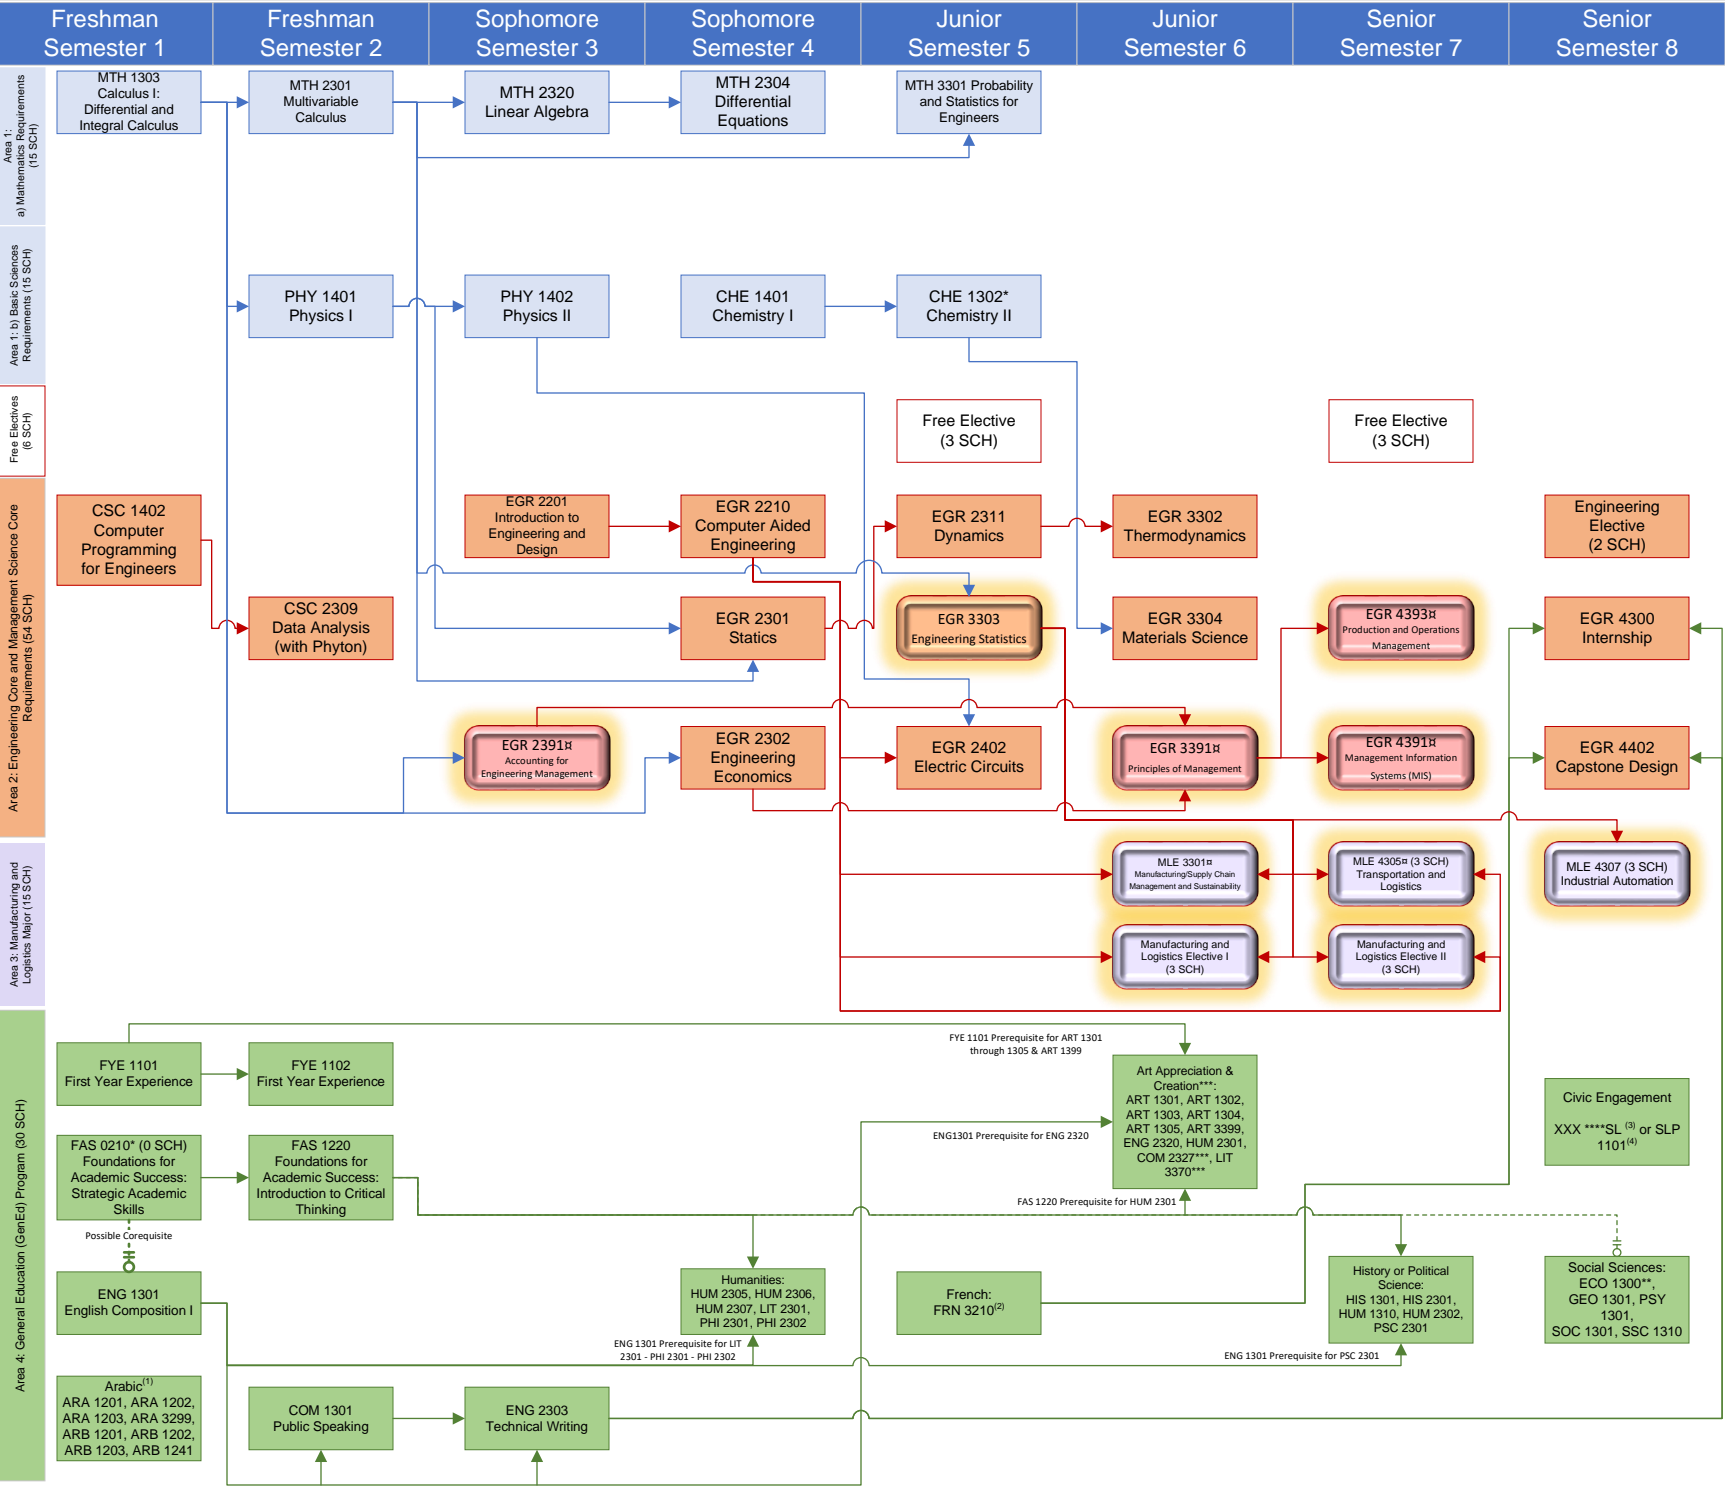 Freshman
Semester 1
Freshman
Semester 2
Sophomore
Semester 3
Sophomore
Semester 4
Junior
Semester 5
Junior
Semester 6
Senior
Semester 7
Senior
Semester 8
Area 1:
a) Mathematics Requirements
(15 SCH)
MTH 1303
Calculus I:
Differential and
Integral Calculus
MTH 2301
Multivariable
Calculus
MTH 2320
Linear Algebra
MTH 2304
Differential
Equations
MTH 3301 Probability
and Statistics for
Engineers
Area 1: b) Basic Sciences
Requirements (15 SCH)
PHY 1401
Physics I
PHY 1402
Physics II
CHE 1401
Chemistry I
CHE 1302*
Chemistry II
Free Electives
(6 SCH)
Free Elective
(3 SCH)
Free Elective
(3 SCH)
Area 2: Engineering Core and Management Science Core
Requirements (54 SCH)
CSC 1402
Computer
Programming
for Engineers
EGR 2201
Introduction to
Engineering and
Design
EGR 2210
Computer Aided
Engineering
EGR 2311
Dynamics
EGR 3302
Thermodynamics
Engineering
Elective
(2 SCH)
CSC 2309
Data Analysis
(with Phyton)
EGR 2301
Statics
EGR 3303
Engineering Statistics
EGR 3304
Materials Science
EGR 4393¤
Production and Operations
Management
EGR 4300
Internship
EGR 2391¤
Accounting for
Engineering Management
EGR 2302
Engineering
Economics
EGR 2402
Electric Circuits
EGR 3391¤
Principles of Management
EGR 4391¤
Management Information
Systems (MIS)
EGR 4402
Capstone Design
Area 3: Manufacturing and
Logistics Major (15 SCH)
MLE 3301¤
Manufacturing/Supply Chain
Management and Sustainability
MLE 4305¤ (3 SCH)
Transportation and
Logistics
MLE 4307 (3 SCH)
Industrial Automation
Manufacturing and
Logistics Elective I
(3 SCH)
Manufacturing and
Logistics Elective II
(3 SCH)
Area 4: General Education (GenEd) Program (30 SCH)
FYE 1101
First Year Experience
FYE 1102
First Year Experience
FYE 1101 Prerequisite for ART 1301
through 1305 & ART 1399
Art Appreciation &
Creation***:
ART 1301, ART 1302,
ART 1303, ART 1304,
ART 1305, ART 3399,
ENG 2320, HUM 2301,
COM 2327***, LIT
3370***
Civic Engagement
XXX ****SL (3) or SLP
1101(4)
ENG1301 Prerequisite for ENG 2320
FAS 0210* (0 SCH)
Foundations for
Academic Success:
Strategic Academic
Skills
FAS 1220
Foundations for
Academic Success:
Introduction to Critical
Thinking
FAS 1220 Prerequisite for HUM 2301
Possible Corequisite
ENG 1301
English Composition I
Humanities:
HUM 2305, HUM 2306,
HUM 2307, LIT 2301,
PHI 2301, PHI 2302
French:
FRN 3210(2)
History or Political
Science:
HIS 1301, HIS 2301,
HUM 1310, HUM 2302,
PSC 2301
Social Sciences:
ECO 1300**,
GEO 1301, PSY
1301,
SOC 1301, SSC 1310
ENG 1301 Prerequisite for LIT
2301 - PHI 2301 - PHI 2302
ENG 1301 Prerequisite for PSC 2301
Arabic(1)
ARA 1201, ARA 1202,
ARA 1203, ARA 3299,
ARB 1201, ARB 1202,
ARB 1203, ARB 1241
COM 1301
Public Speaking
ENG 2303
Technical Writing